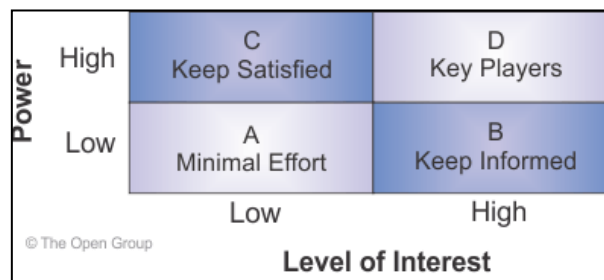 Power
High
C
Keep Satisfied
D
Key Players
Low
A
Minimal Effort
B
Keep Informed
Low
High
© The Open Group
Level of Interest